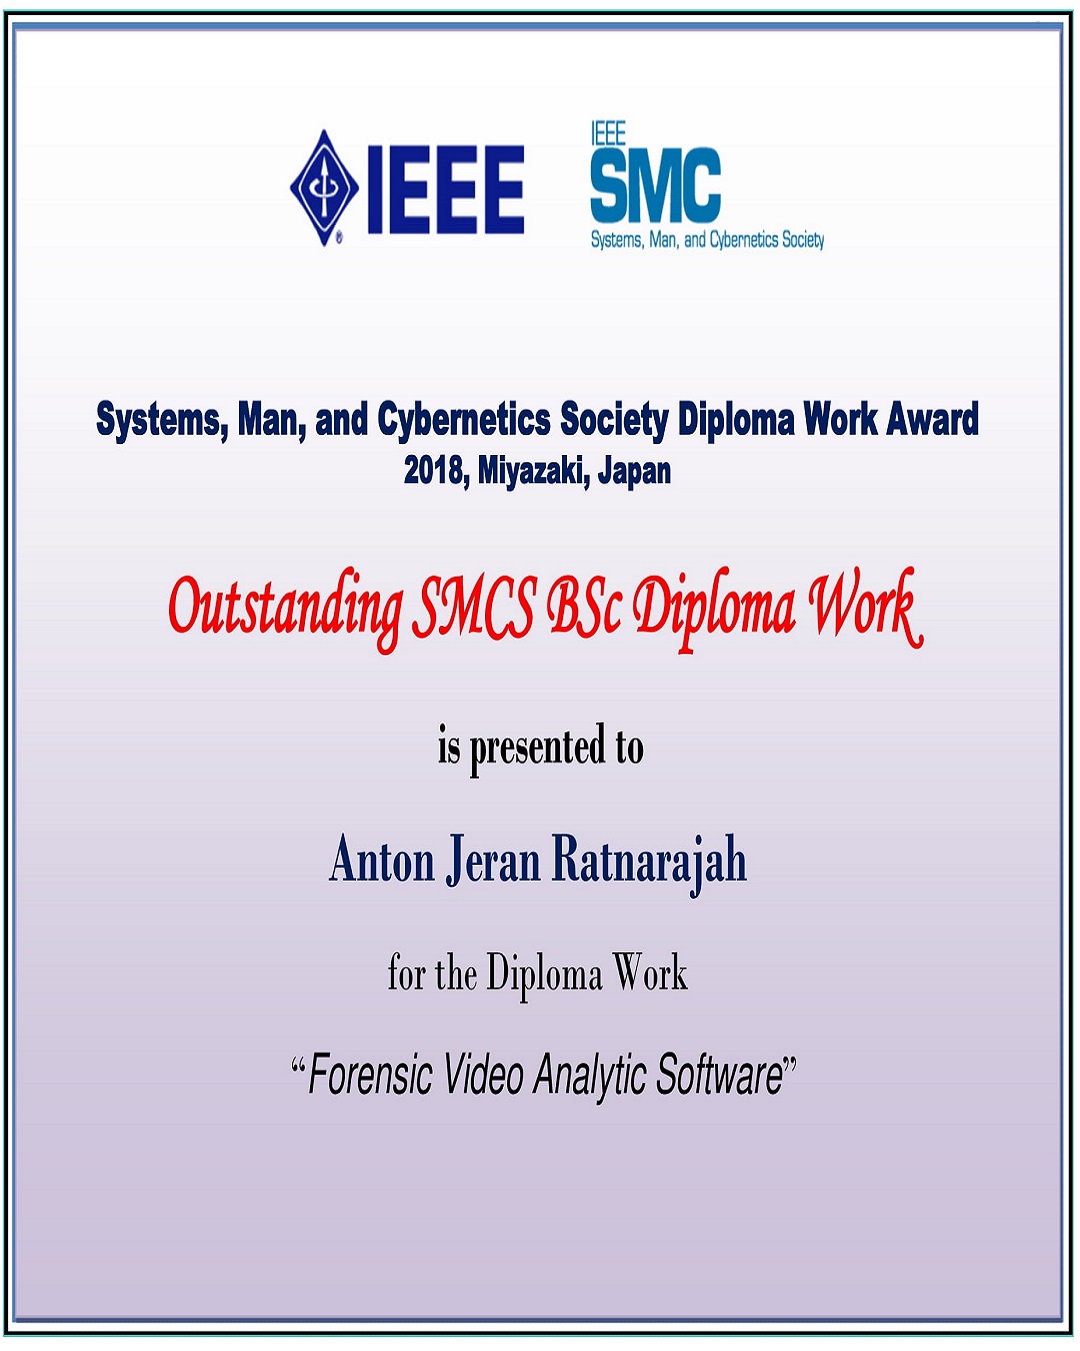 IEEE
®
IEEE
SMC
Systems, Man, and Cybernetics Society
Systems, Man, and Cybernetics Society Diploma Work Award
2018, Miyazaki, Japan
Outstanding SMCS BSc Diploma Work
is presented to
Anton Jeran Ratnarajah
for the Diploma Work
“Forensic Video Analytic Software”